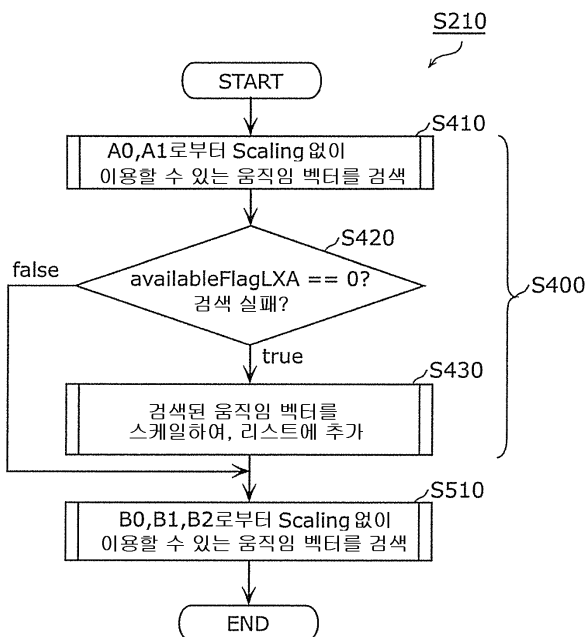 S210
START
S410
A0,A1로부터 Scaling 없이
이용할 수 있는 움직임 벡터를 검색
S420
false
availableFlagLXA == 0?
검색 실패?
S400
true
S430
검색된 움직임 벡터를
스케일하여, 리스트에 추가
S510
B0,B1,B2로부터 Scaling 없이
이용할 수 있는 움직임 벡터를 검색
END